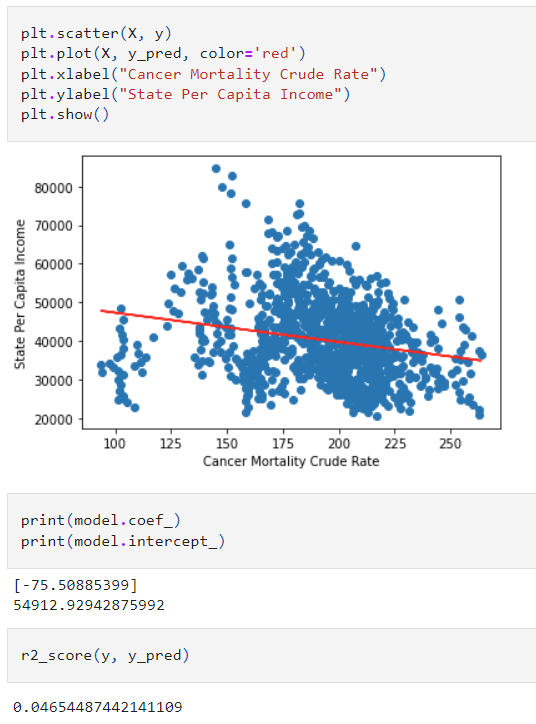 plt.scatter(X, y)
plt.plot(X, y_pred, color='red')
plt.xlabel("Cancer Mortality Crude Rate")
plt.ylabel("State Per Capita Income")
plt.show()
State Per Capita Income
80000
70000
60000
50000
40000
30000
20000
100 125 150 175 200 225 250
Cancer Mortality Crude Rate
print(model.coef_)
print(model.intercept_)
[-75.50885399]
54912.92942875992
r2_score(y, y_pred)
0.04654487442141109